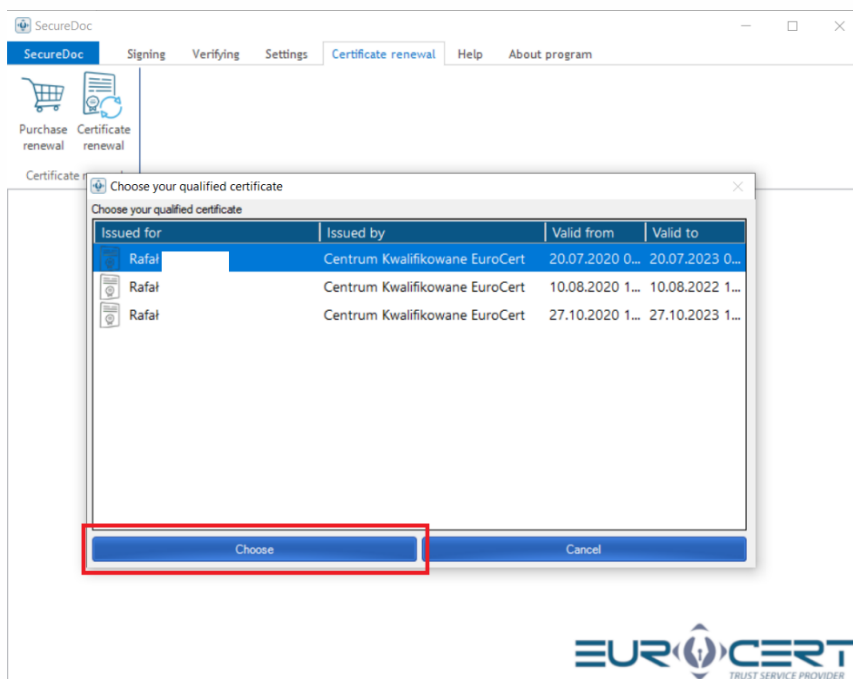 SecureDoc
SecureDoc Signing Verifying Settings Certificate renewal Help About program
Purchase renewal
Certificate renewal
Certificate
Choose your qualified certificate
Choose your qualified certificate
Issued for Issued by Valid from Valid to
Rafał Centrum Kwalifikowane EuroCert 20.07.2020 0... 20.07.2023 0...
Rafał Centrum Kwalifikowane EuroCert 10.08.2020 1... 10.08.2022 1...
Rafał Centrum Kwalifikowane EuroCert 27.10.2020 1... 27.10.2023 1...
Choose Cancel
EUROCERT
TRUST SERVICE PROVIDER